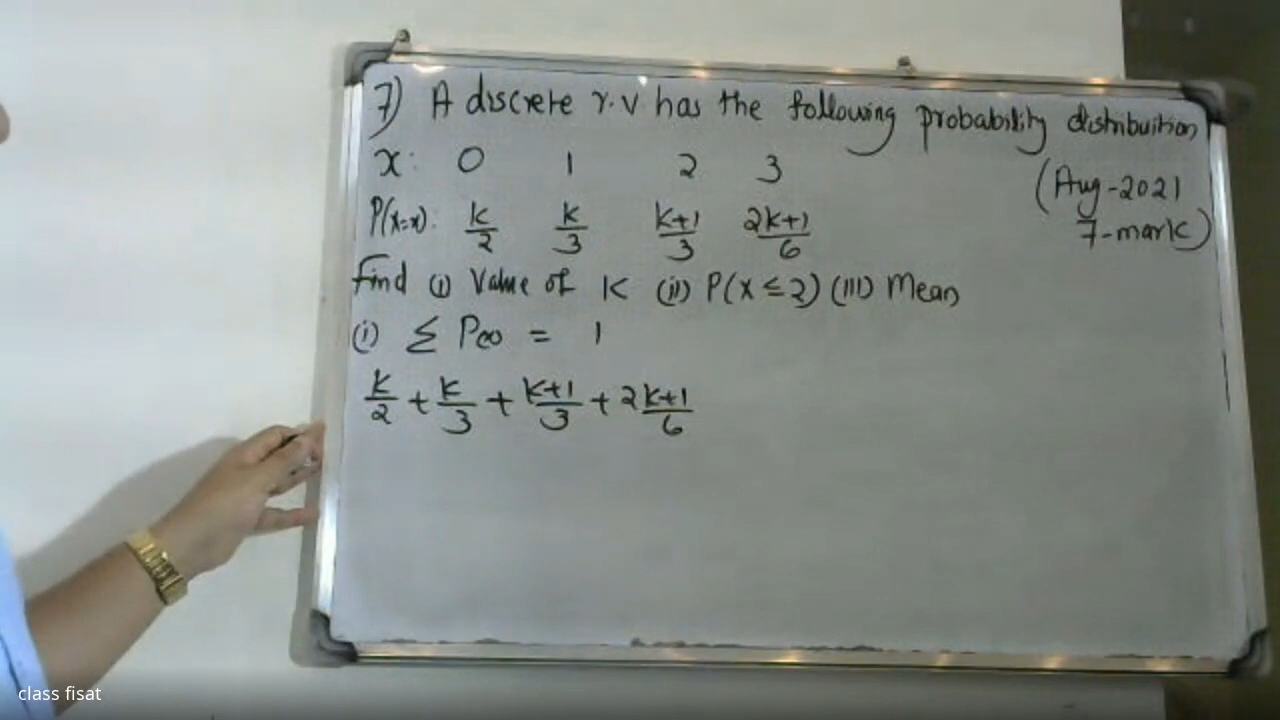 7) A discrete r.v has the following probability distribuition
x: 0 1 2 3
(Aug-2021
P(X=x): k/2 k/3 k+1/3 2k+1/6
7-mark)
Find (i) Value of K (ii) P(X≤2) (iii) Mean
(i) Σ P(x) = 1
k/2 + k/3 + k+1/3 + 2k+1/6
class fisat